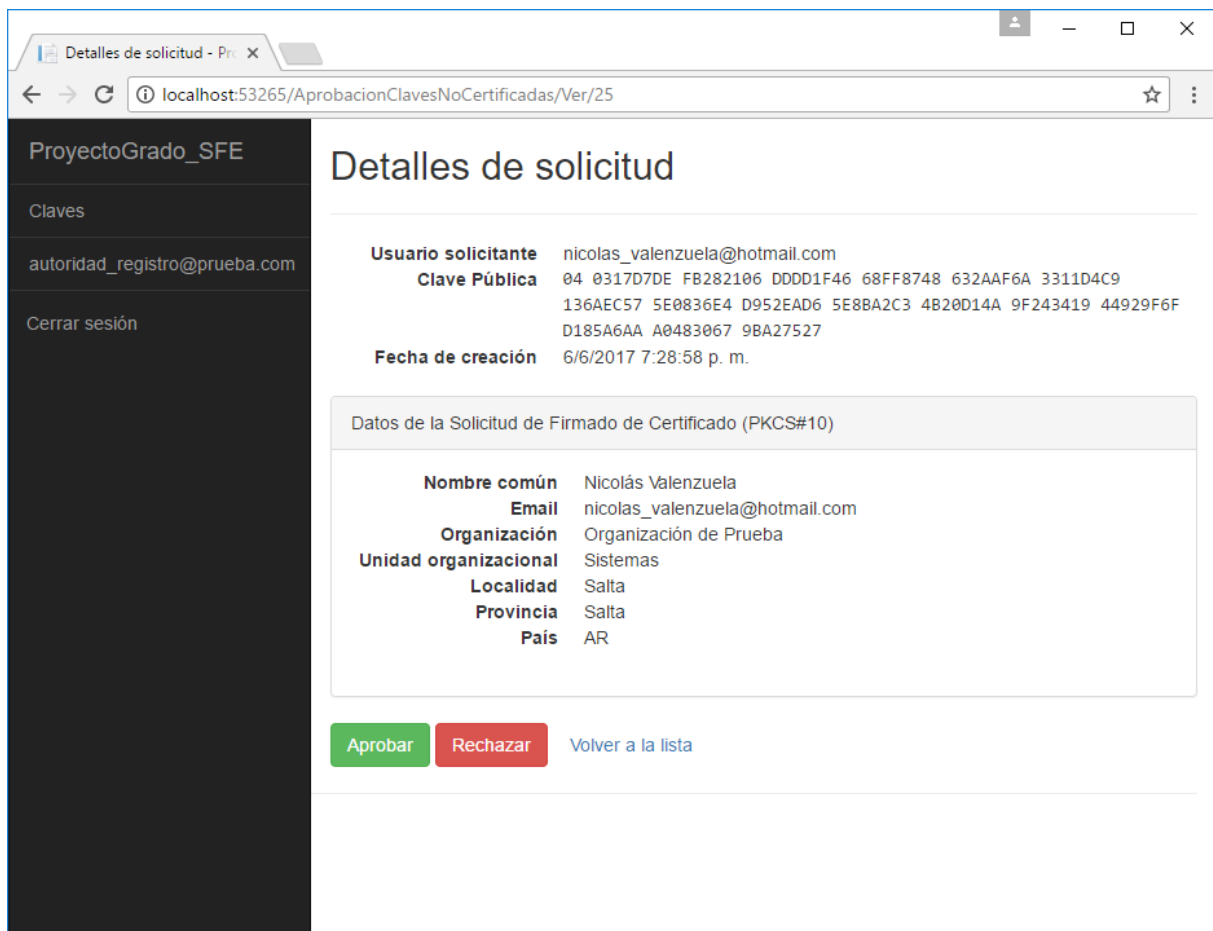 Detalles de solicitud - Pro
localhost:53265/AprobacionClavesNoCertificadas/Ver/25
ProyectoGrado_SFE
Claves
autoridad_registro@prueba.com
Cerrar sesión
Detalles de solicitud
Usuario solicitante nicolas_valenzuela@hotmail.com
Clave Pública 04 0317D7DE FB282106 DDDD1F46 68FF8748 632AAF6A 3311D4C9
136AEC57 5E0836E4 D952EAD6 5E8BA2C3 4B20D14A 9F243419 44929F6F
D185A6AA A0483067 9BA27527
Fecha de creación 6/6/2017 7:28:58 p. m.
Datos de la Solicitud de Firmado de Certificado (PKCS#10)
Nombre común Nicolás Valenzuela
Email nicolas_valenzuela@hotmail.com
Organización Organización de Prueba
Unidad organizacional Sistemas
Localidad Salta
Provincia Salta
País AR
Aprobar Rechazar Volver a la lista